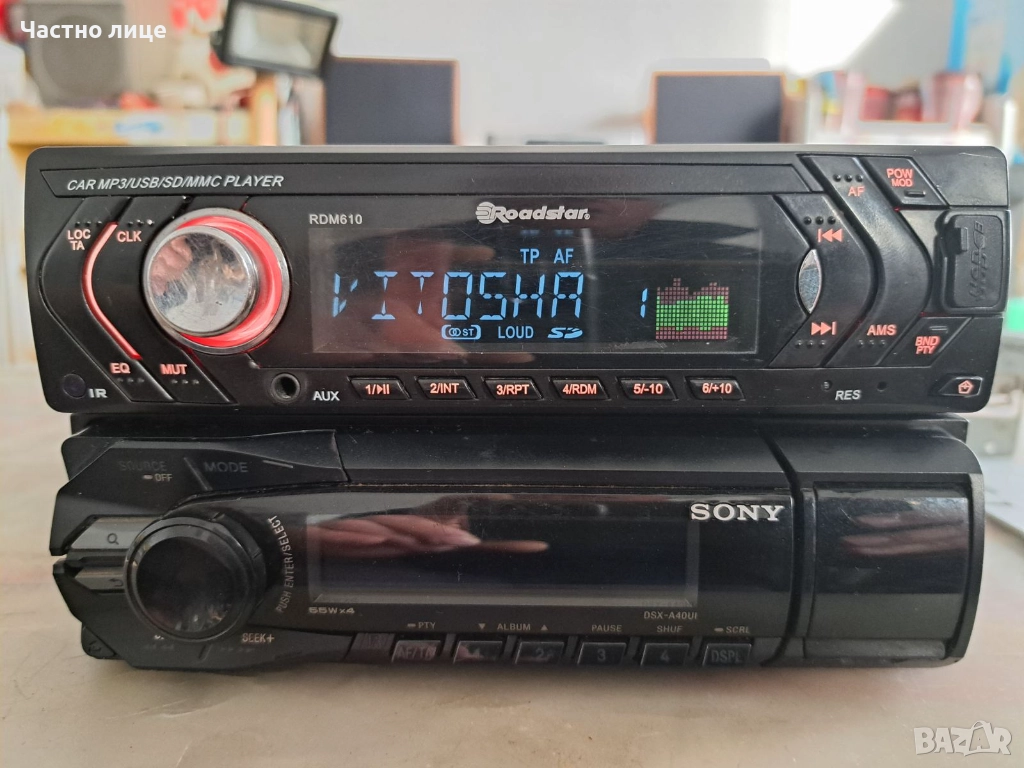 Частно лице
CAR MP3/USB/SD/MMC PLAYER
RDM610
Roadstar
LOC
TA
CLK
TP AF
VITOSHA 1
ST LOUD SD
EQ
MUT
IR
AUX
1/▶II 2/INT 3/RPT 4/RDM 5/-10 6/+10
RES
AF
POW
MOD
AMS
BND
PTY
SOURCE
OFF
MODE
SONY
PUSH ENTER/SELECT
55W×4
DSX-A40UI
SEEK+
PTY ▼ ALBUM ▲ PAUSE SHUF SCRL
AF/TA 1 2 3 4 DSPL
BAZAR